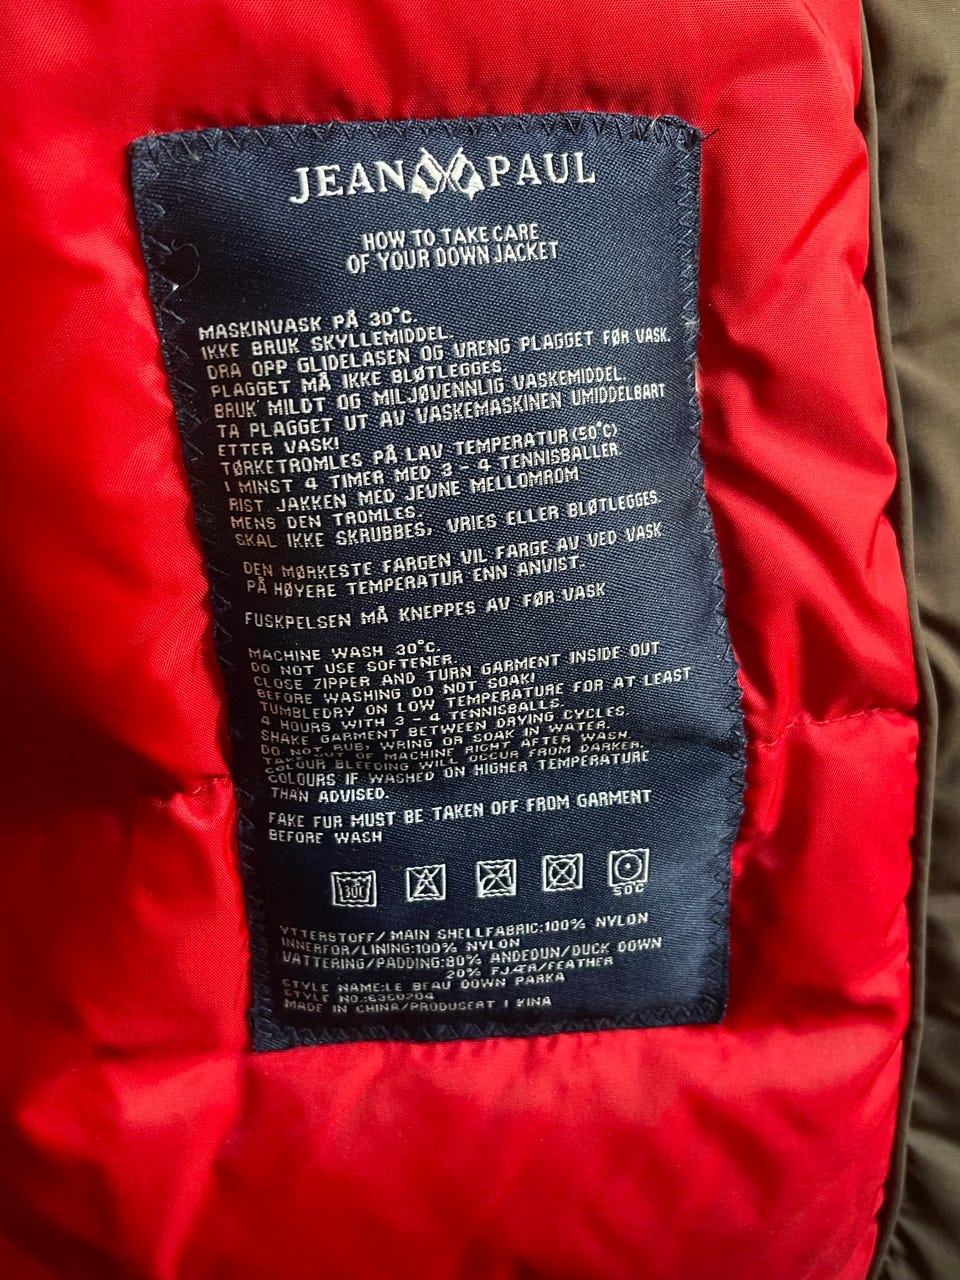 JEAN PAUL
HOW TO TAKE CARE
OF YOUR DOWN JACKET
MASKINVASK PÅ 30°C.
IKKE BRUK SKYLLEMIDDEL.
DRA OPP GLIDELASEN OG VRENG PLAGGET FØR VASK.
PLAGGET MÅ IKKE BLØTLEGGES
BRUK MILDT OG MILJØVENNLIG VASKEMIDDEL
TA PLAGGET UT AV VASKEMASKINEN UMIDDELBART
ETTER VASK!
TØRKETROMLES PÅ LAV TEMPERATUR (50°C)
I MINST 4 TIMER MED 3 - 4 TENNISBALLER.
RIST JAKKEN MED JEVNE MELLOMROM
MENS DEN TROMLES.
SKAL IKKE SKRUBBES, VRIES ELLER BLØTLEGGES.
DEN MØRKESTE FARGEN VIL FARGE AV VED VASK
PÅ HØYERE TEMPERATUR ENN ANVIST.
FUSKPELSEN MÅ KNEPPES AV FØR VASK
MACHINE WASH 30°C.
DO NOT USE SOFTENER.
CLOSE ZIPPER AND TURN GARMENT INSIDE OUT
BEFORE WASHING DO NOT SOAK!
TUMBLEDRY ON LOW TEMPERATURE FOR AT LEAST
4 HOURS WITH 3 - 4 TENNISBALLS.
SHAKE GARMENT BETWEEN DRYING CYCLES.
DO NOT RUB, WRING OR SOAK IN WATER.
TAKE OUT OF MACHINE RIGHT AFTER WASH.
COLOUR BLEEDING WILL OCCUR FROM DARKER.
COLOURS IF WASHED ON HIGHER TEMPERATURE
THAN ADVISED.
FAKE FUR MUST BE TAKEN OFF FROM GARMENT
BEFORE WASH
30C
50C
YTTERSTOFF/ MAIN SHELLFABRIC:100% NYLON
INNERFOR/LINING:100% NYLON
VATTERING/PADDING:80% ANDEDUN/DUCK DOWN
20% FJÆR/FEATHER
STYLE NAME:LE BEAU DOWN PARKA
STYLE NO.:6360204
MADE IN CHINA/PRODUSERT I KINA